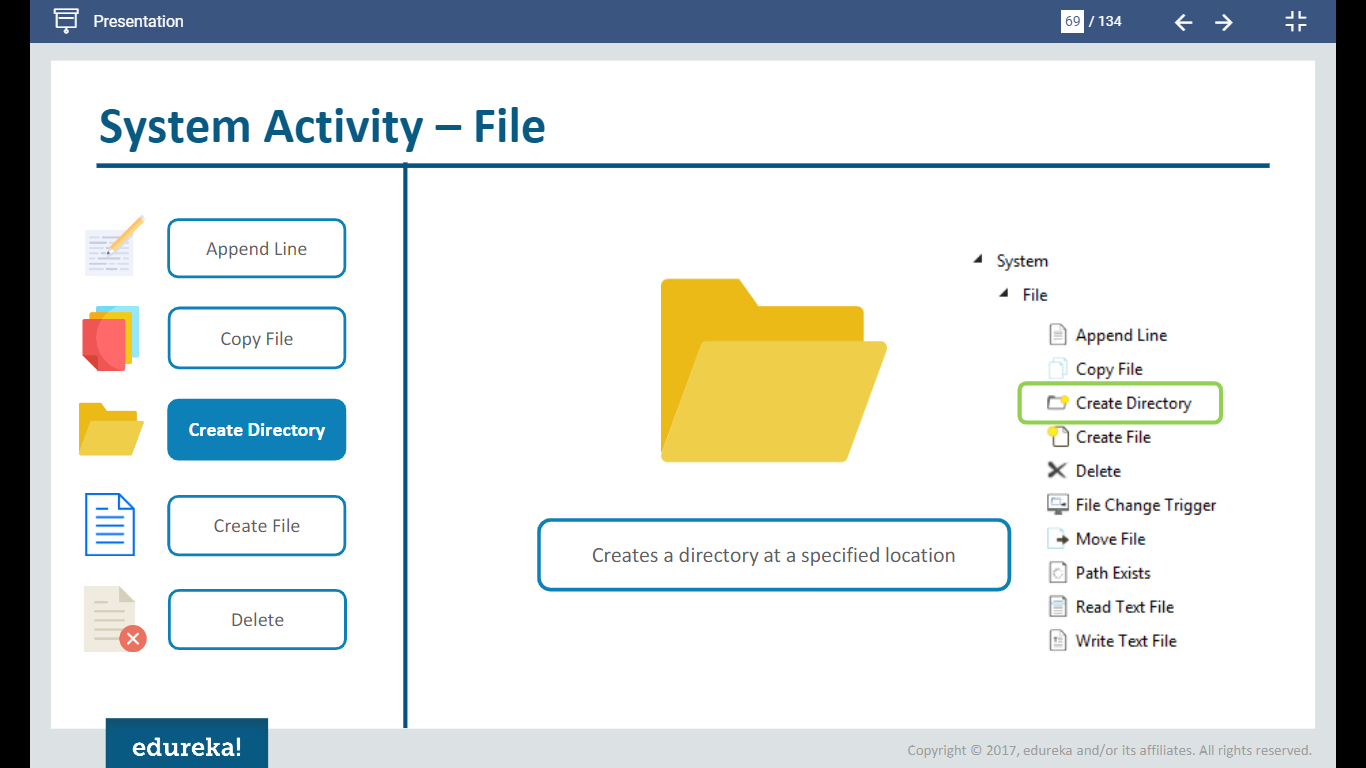 Presentation
69 / 134
System Activity – File
Append Line
Copy File
Create Directory
Create File
Delete
Creates a directory at a specified location
System
File
Append Line
Copy File
Create Directory
Create File
Delete
File Change Trigger
Move File
Path Exists
Read Text File
Write Text File
edureka!
Copyright © 2017, edureka and/or its affiliates. All rights reserved.